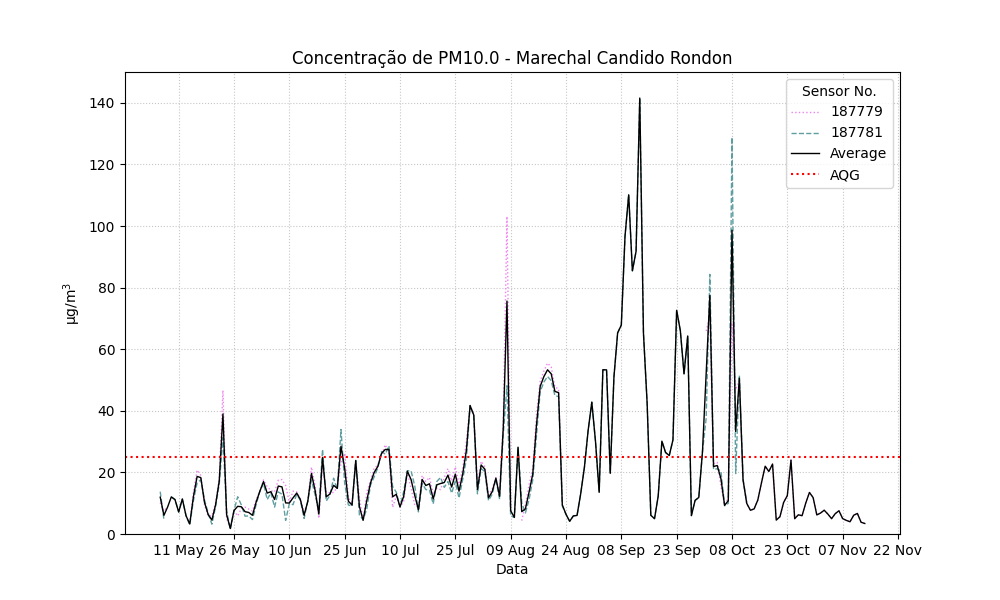 Concentração de PM10.0 - Marechal Candido Rondon
Sensor No.
187779
187781
Average
AQG
140
120
100
80
60
40
20
0
µg/m³
11 May 26 May 10 Jun 25 Jun 10 Jul 25 Jul 09 Aug 24 Aug 08 Sep 23 Sep 08 Oct 23 Oct 07 Nov 22 Nov
Data